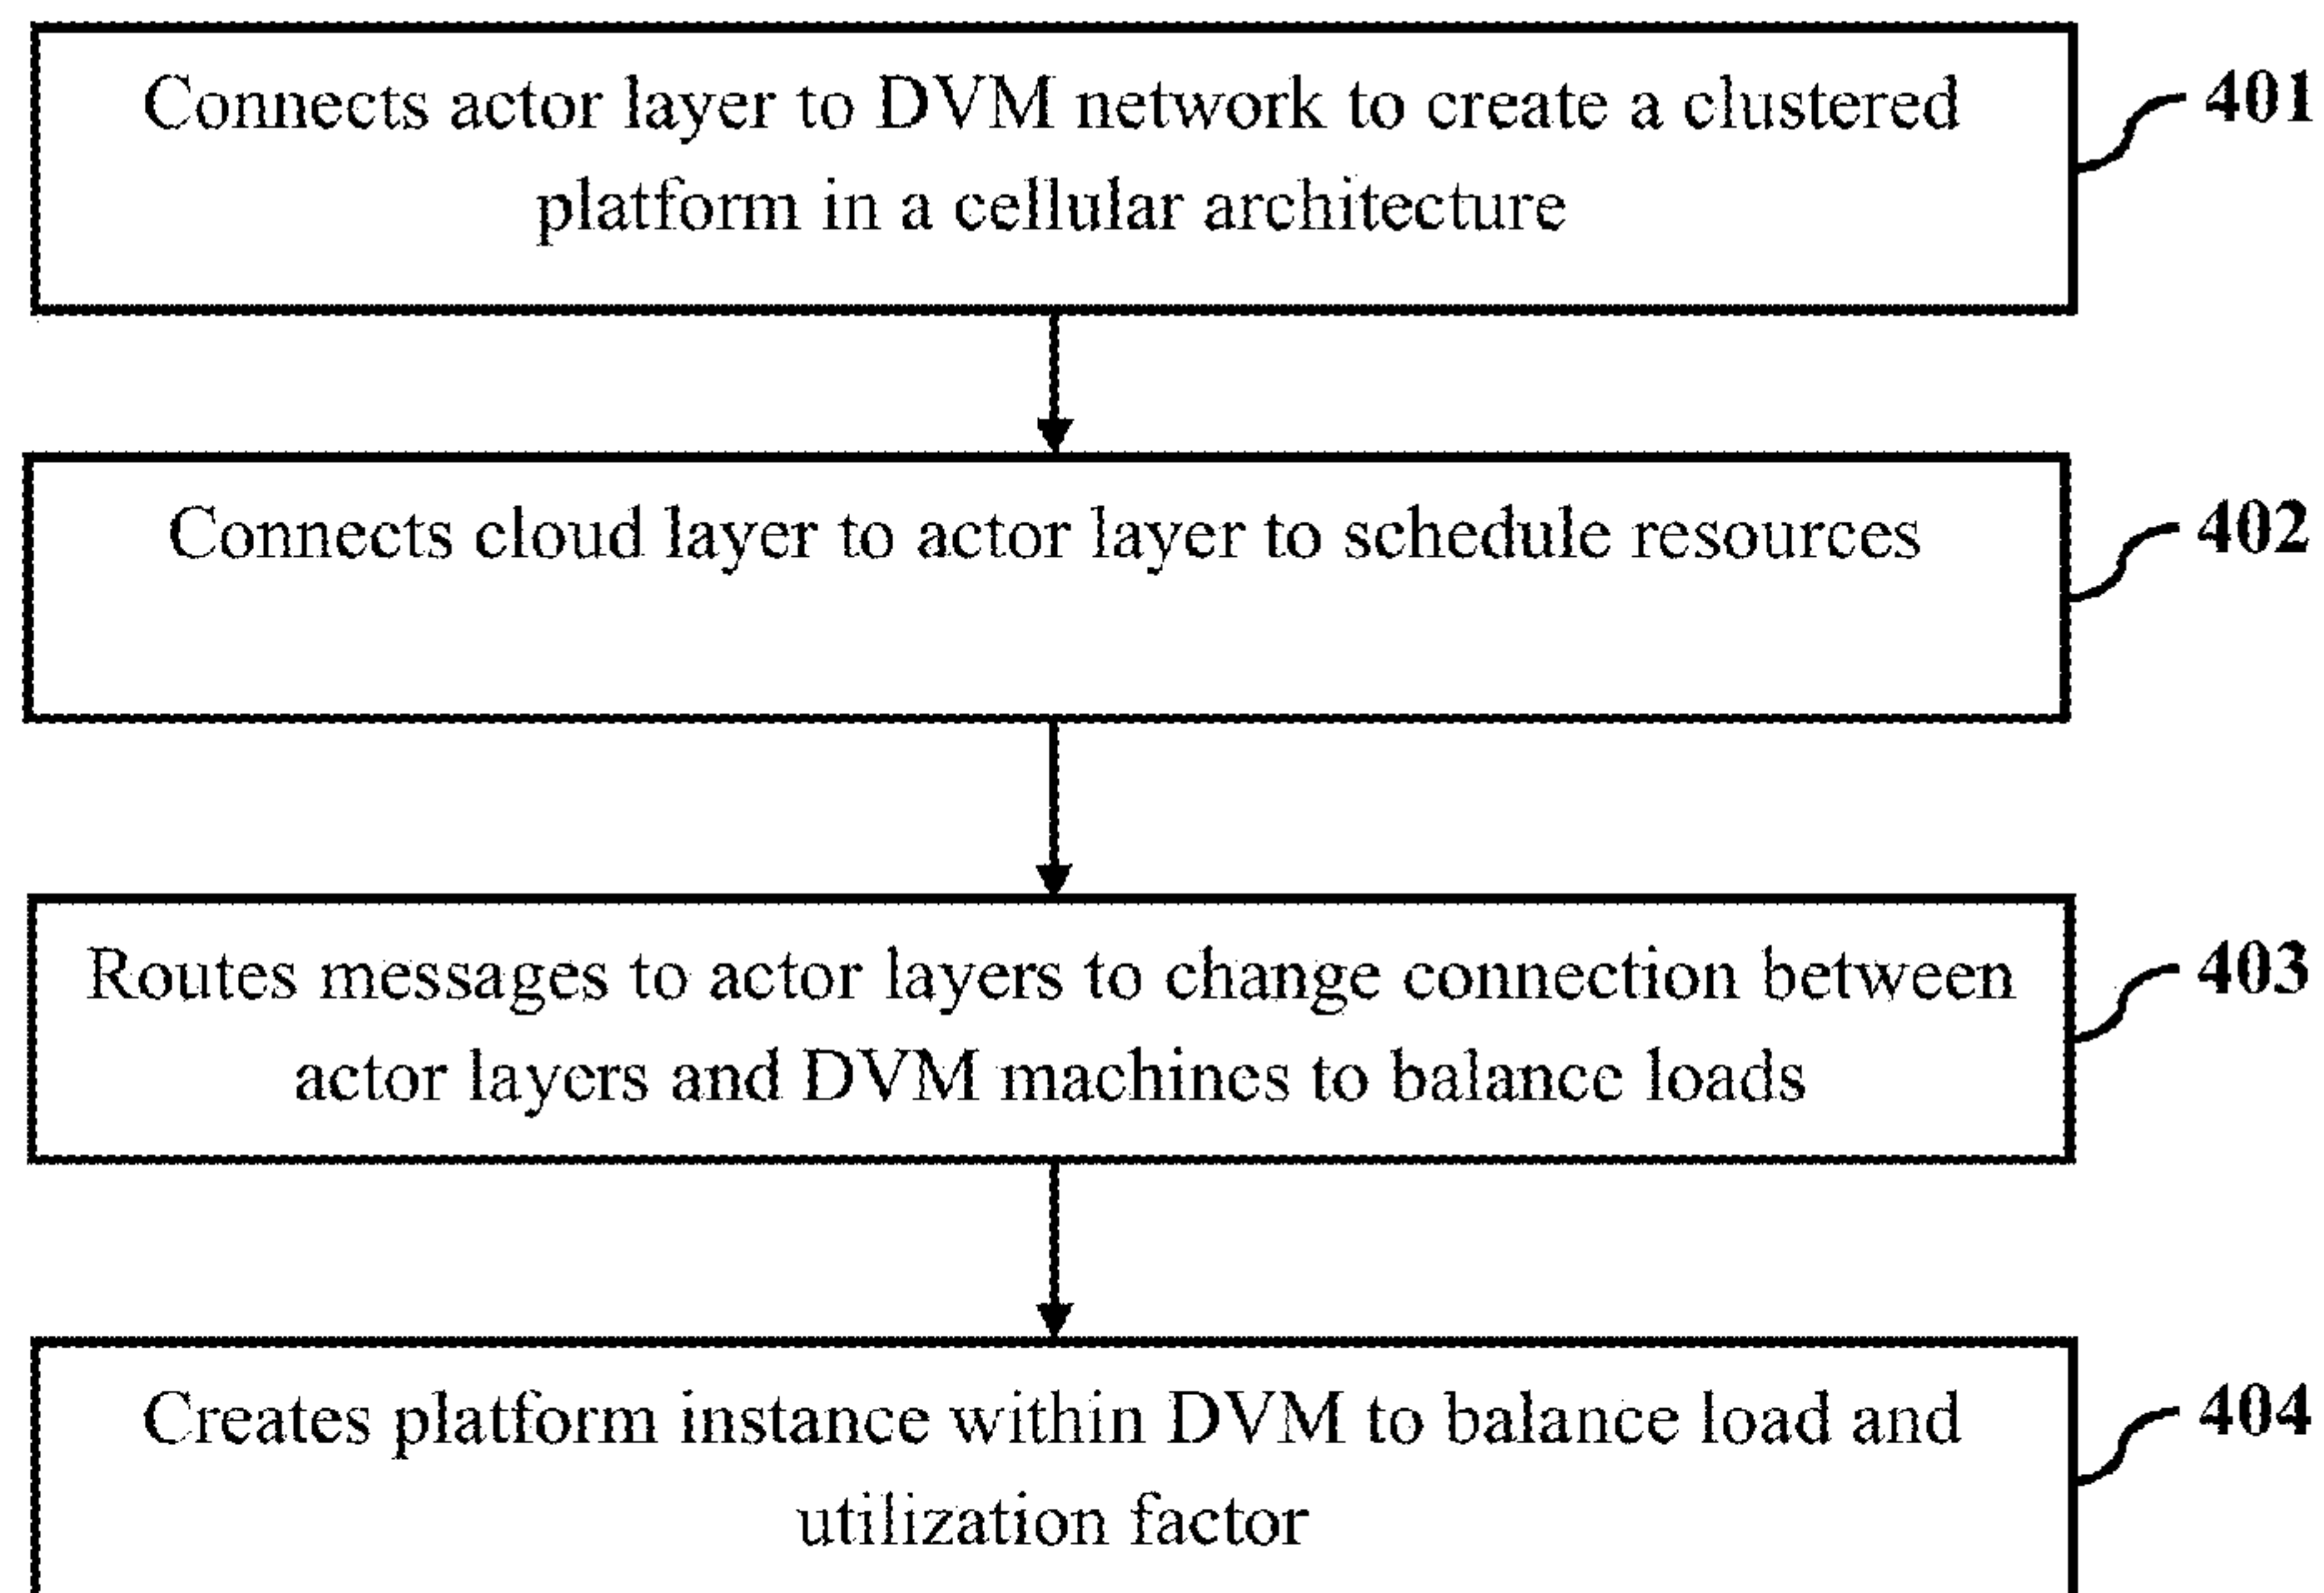 Connects actor layer to DVM network to create a clustered
platform in a cellular architecture
401
Connects cloud layer to actor layer to schedule resources
402
Routes messages to actor layers to change connection between
actor layers and DVM machines to balance loads
403
Creates platform instance within DVM to balance load and
utilization factor
404